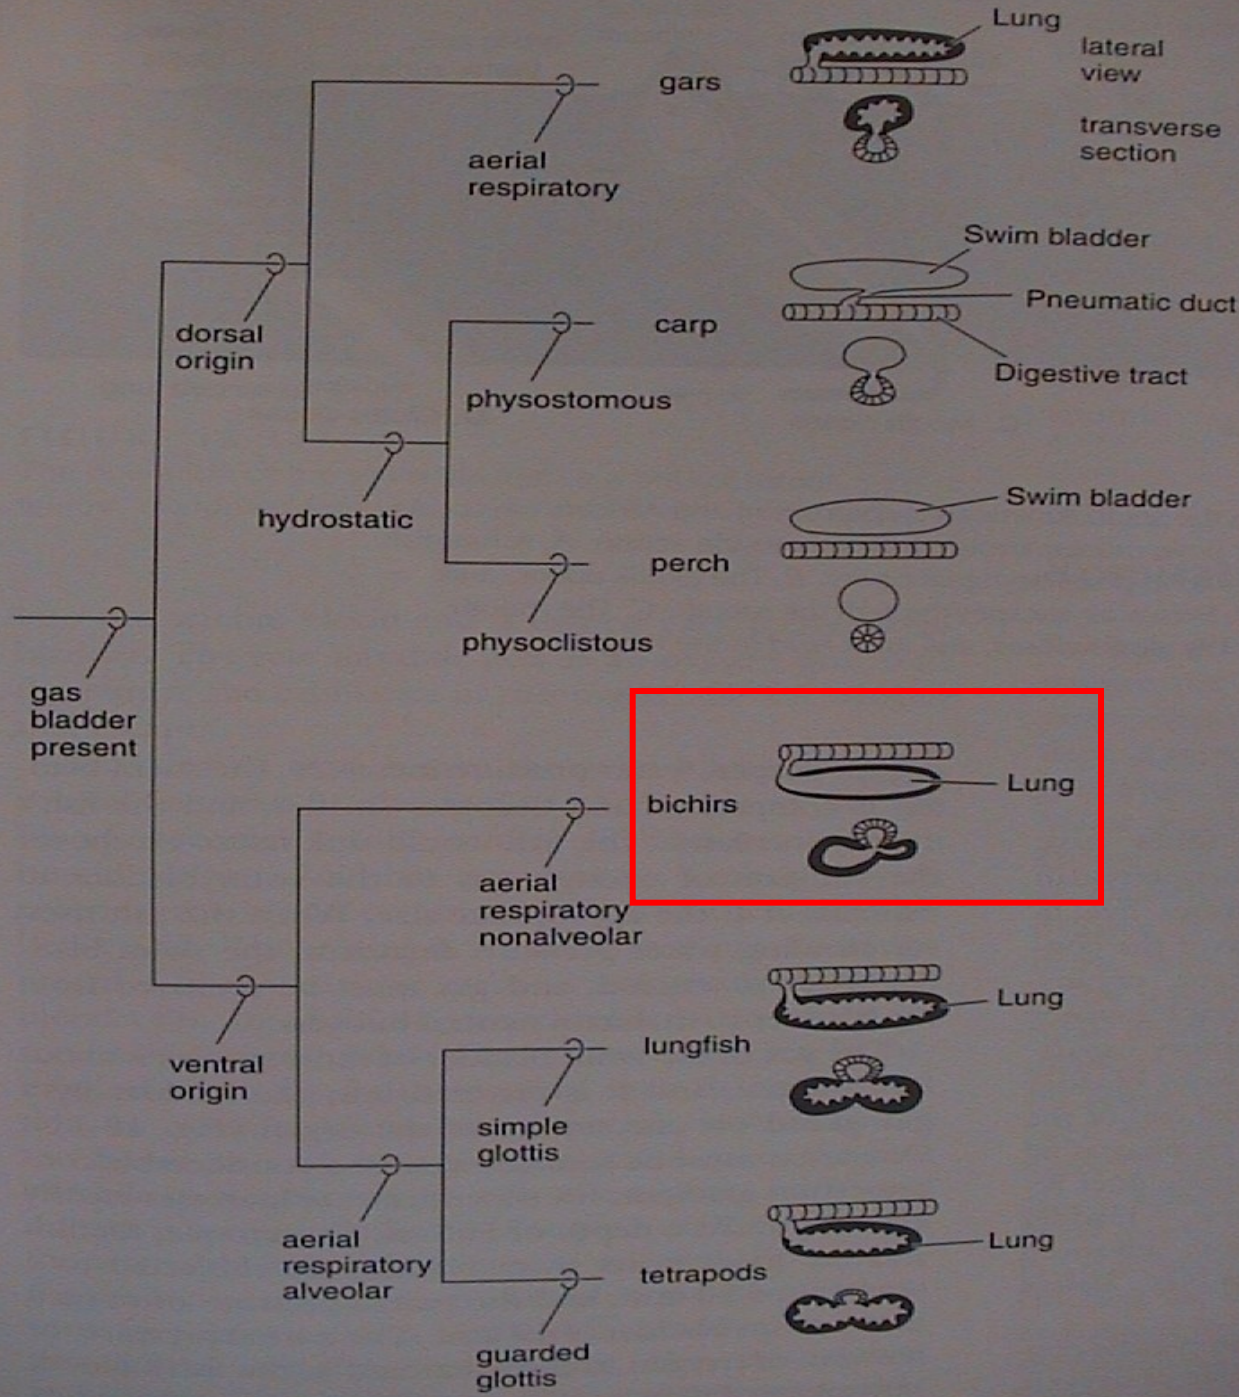 Lung
lateral
view
gars
transverse
section
aerial
respiratory
Swim bladder
Pneumatic duct
carp
dorsal
origin
Digestive tract
physostomous
Swim bladder
hydrostatic
perch
physoclistous
gas
bladder
present
Lung
bichirs
aerial
respiratory
nonalveolar
Lung
lungfish
ventral
origin
simple
glottis
Lung
aerial
respiratory
alveolar
tetrapods
guarded
glottis